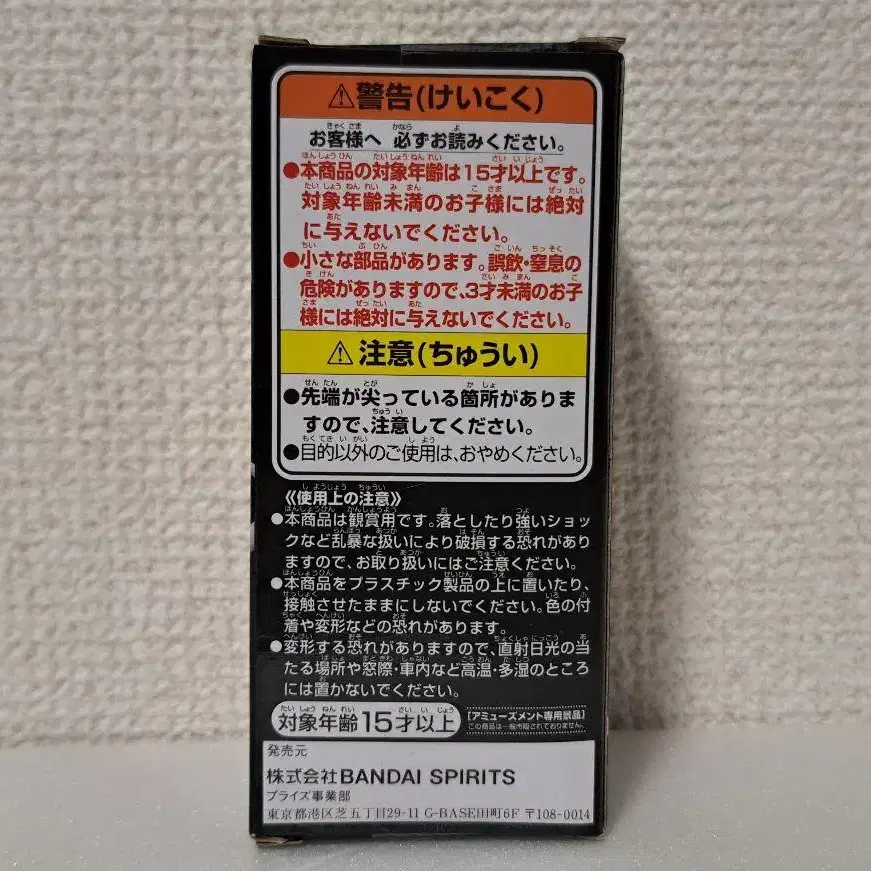 ⚠警告(けいこく)
お客様へ 必ずお読みください。
●本商品の対象年齢は15才以上です。
対象年齢未満のお子様には絶対
に与えないでください。
●小さな部品があります。誤飲・窒息の
危険がありますので、3才未満のお子
様には絶対に与えないでください。
⚠注意(ちゅうい)
●先端が尖っている箇所がありま
すので、注意してください。
●目的以外のご使用は、おやめください。
《使用上の注意》
●本商品は観賞用です。落としたり強いショッ
クなど乱暴な扱いにより破損する恐れがあり
ますので、お取り扱いにはご注意ください。
●本商品をプラスチック製品の上に置いたり、
接触させたままにしないでください。色の付
着や変形などの恐れがあります。
●変形する恐れがありますので、直射日光の当
たる場所や窓際・車内など高温・多湿のところ
には置かないでください。
対象年齢15才以上
[アミューズメント専用景品]
この商品は一般市販されておりません。
発売元
株式会社BANDAI SPIRITS
プライズ事業部
東京都港区芝五丁目29-11 G-BASE田町6F 〒108-0014